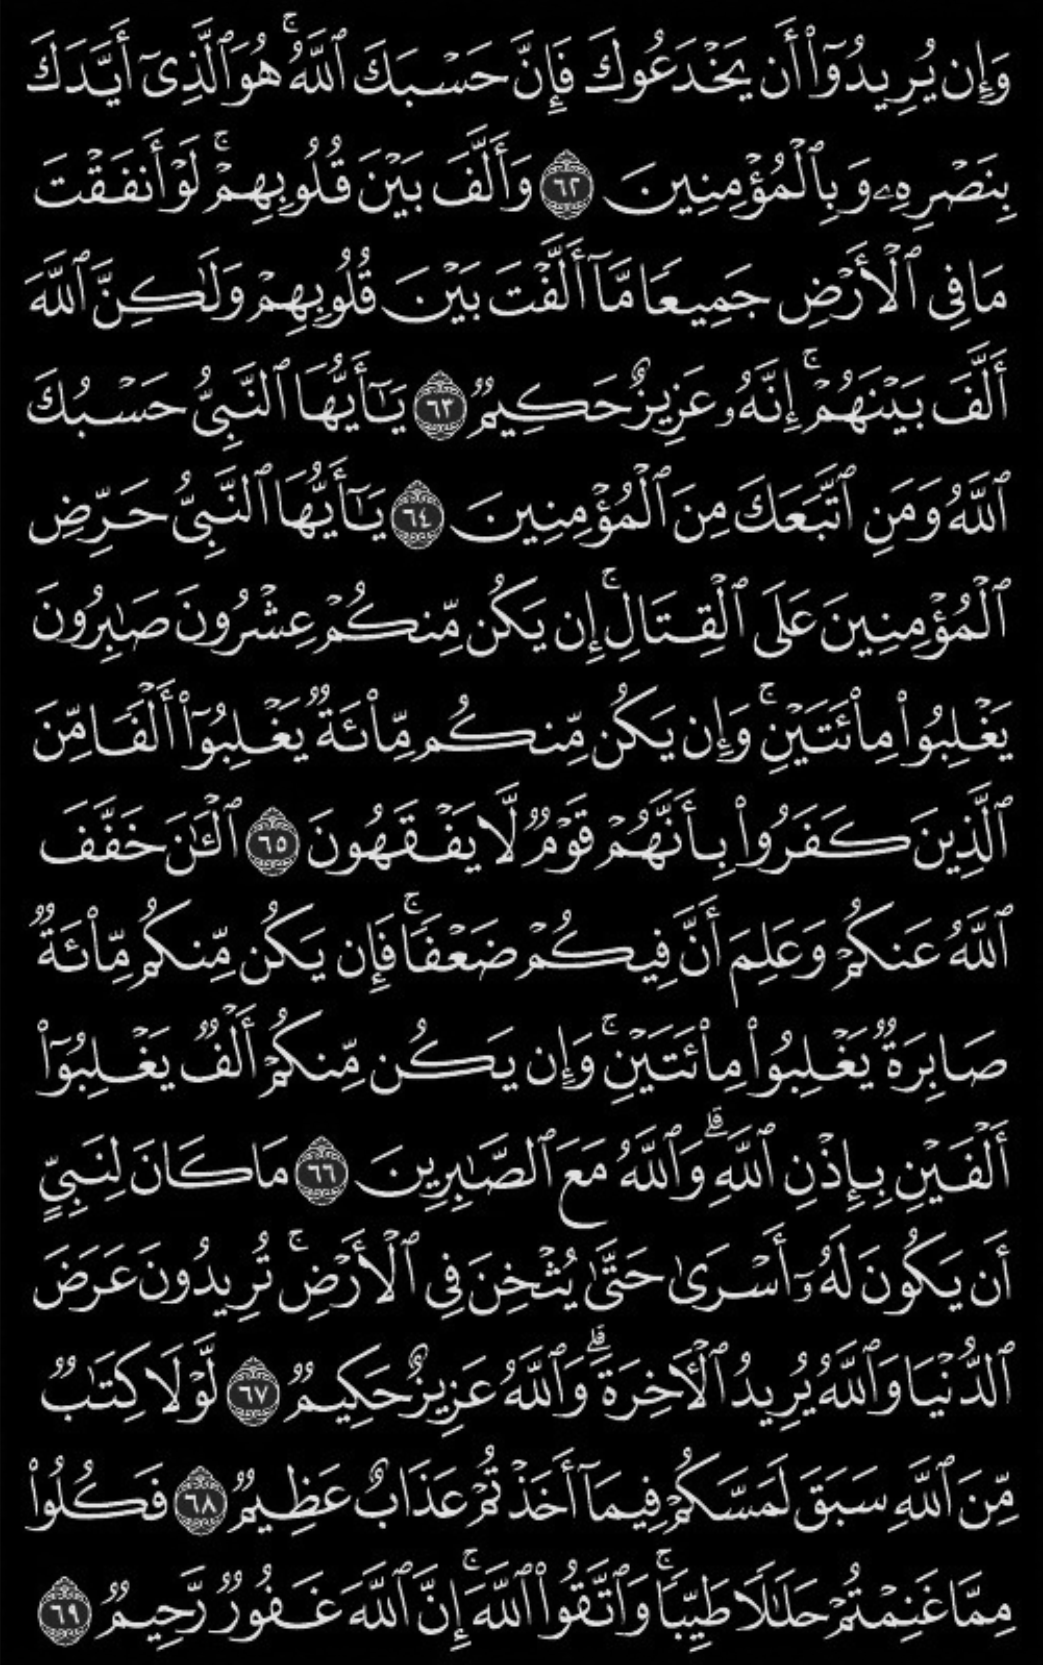 وَإِن يُرِيدُوٓا۟ أَن يَخْدَعُوكَ فَإِنَّ حَسْبَكَ ٱللَّهُ ۚ هُوَ ٱلَّذِىٓ أَيَّدَكَ
بِنَصْرِهِۦ وَبِٱلْمُؤْمِنِينَ ٦٢ وَأَلَّفَ بَيْنَ قُلُوبِهِمْ ۚ لَوْ أَنفَقْتَ
مَا فِى ٱلْأَرْضِ جَمِيعًا مَّآ أَلَّفْتَ بَيْنَ قُلُوبِهِمْ وَلَـٰكِنَّ ٱللَّهَ
أَلَّفَ بَيْنَهُمْ ۚ إِنَّهُۥ عَزِيزٌ حَكِيمٌ ٦٣ يَـٰٓأَيُّهَا ٱلنَّبِىُّ حَسْبُكَ
ٱللَّهُ وَمَنِ ٱتَّبَعَكَ مِنَ ٱلْمُؤْمِنِينَ ٦٤ يَـٰٓأَيُّهَا ٱلنَّبِىُّ حَرِّضِ
ٱلْمُؤْمِنِينَ عَلَى ٱلْقِتَالِ ۚ إِن يَكُن مِّنكُمْ عِشْرُونَ صَـٰبِرُونَ
يَغْلِبُوا۟ مِا۟ئَتَيْنِ ۚ وَإِن يَكُن مِّنكُم مِّا۟ئَةٌ يَغْلِبُوٓا۟ أَلْفًا مِّنَ
ٱلَّذِينَ كَفَرُوا۟ بِأَنَّهُمْ قَوْمٌ لَّا يَفْقَهُونَ ٦٥ ٱلْـَٔـٰنَ خَفَّفَ
ٱللَّهُ عَنكُمْ وَعَلِمَ أَنَّ فِيكُمْ ضَعْفًا ۚ فَإِن يَكُن مِّنكُم مِّا۟ئَةٌ
صَابِرَةٌ يَغْلِبُوا۟ مِا۟ئَتَيْنِ ۚ وَإِن يَكُن مِّنكُمْ أَلْفٌ يَغْلِبُوٓا۟
أَلْفَيْنِ بِإِذْنِ ٱللَّهِ ۗ وَٱللَّهُ مَعَ ٱلصَّـٰبِرِينَ ٦٦ مَا كَانَ لِنَبِىٍّ
أَن يَكُونَ لَهُۥٓ أَسْرَىٰ حَتَّىٰ يُثْخِنَ فِى ٱلْأَرْضِ ۚ تُرِيدُونَ عَرَضَ
ٱلدُّنْيَا وَٱللَّهُ يُرِيدُ ٱلْـَٔاخِرَةَ ۗ وَٱللَّهُ عَزِيزٌ حَكِيمٌ ٦٧ لَّوْلَا كِتَـٰبٌ
مِّنَ ٱللَّهِ سَبَقَ لَمَسَّكُمْ فِيمَآ أَخَذْتُمْ عَذَابٌ عَظِيمٌ ٦٨ فَكُلُوا۟
مِمَّا غَنِمْتُمْ حَلَـٰلًا طَيِّبًا ۚ وَٱتَّقُوا۟ ٱللَّهَ ۚ إِنَّ ٱللَّهَ غَفُورٌ رَّحِيمٌ ٦٩